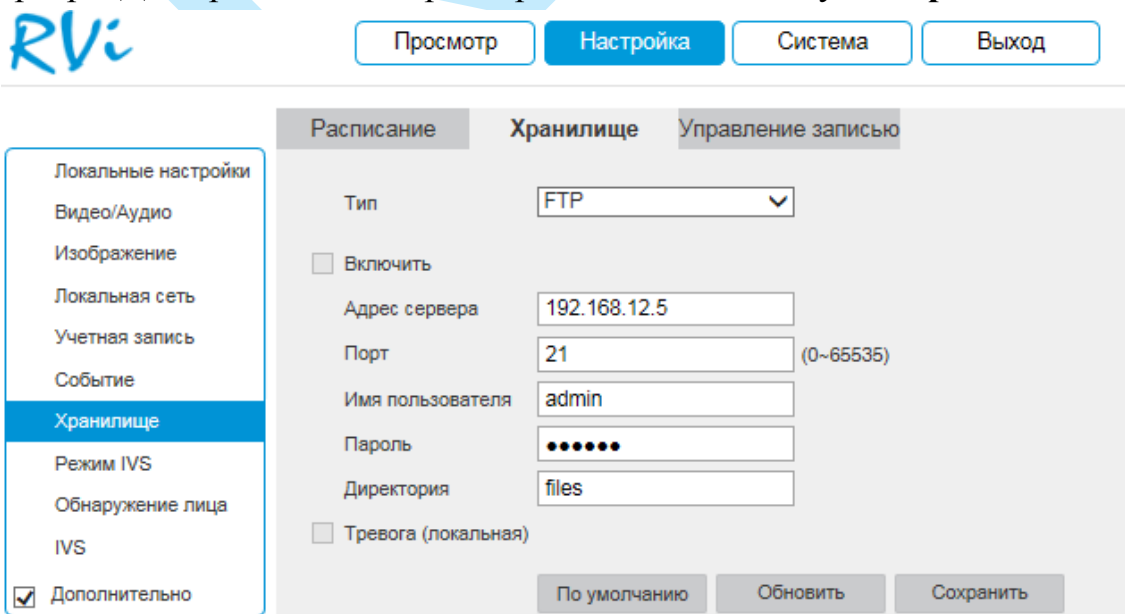 RVi
Просмотр Настройка Система Выход
Расписание Хранилище Управление записью
Локальные настройки
Видео/Аудио
Изображение
Локальная сеть
Учетная запись
Событие
Хранилище
Режим IVS
Обнаружение лица
IVS
Дополнительно
Тип FTP
Включить
Адрес сервера 192.168.12.5
Порт 21 (0~65535)
Имя пользователя admin
Пароль ●●●●●●
Директория files
Тревога (локальная)
По умолчанию Обновить Сохранить